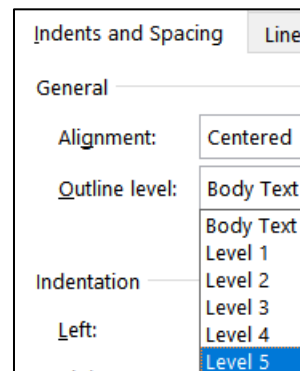 Indents and Spacing Line
General
Alignment: Centered
Outline level: Body Text
Body Text
Level 1
Indentation Level 2
Level 3
Left: Level 4
Level 5